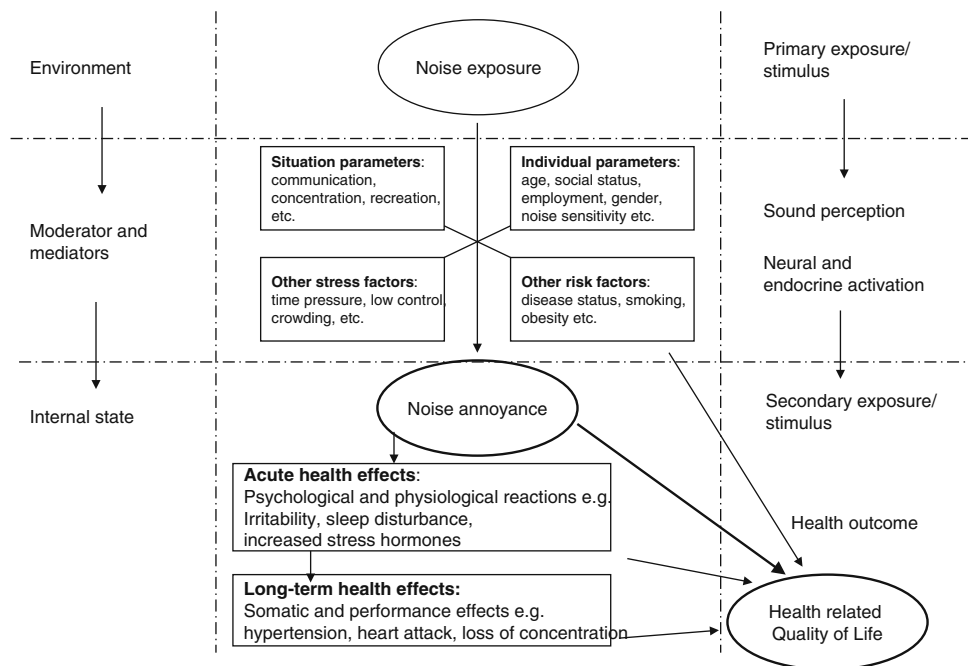 Environment
Noise exposure
Primary exposure/
stimulus
Situation parameters:
communication,
concentration, recreation,
etc.
Individual parameters:
age, social status,
employment, gender,
noise sensitivity etc.
Moderator and
mediators
Sound perception
Neural and
endocrine activation
Other stress factors:
time pressure, low control,
crowding, etc.
Other risk factors:
disease status, smoking,
obesity etc.
Internal state
Noise annoyance
Secondary exposure/
stimulus
Acute health effects:
Psychological and physiological reactions e.g.
Irritability, sleep disturbance,
increased stress hormones
Health outcome
Long-term health effects:
Somatic and performance effects e.g.
hypertension, heart attack, loss of concentration
Health related
Quality of Life